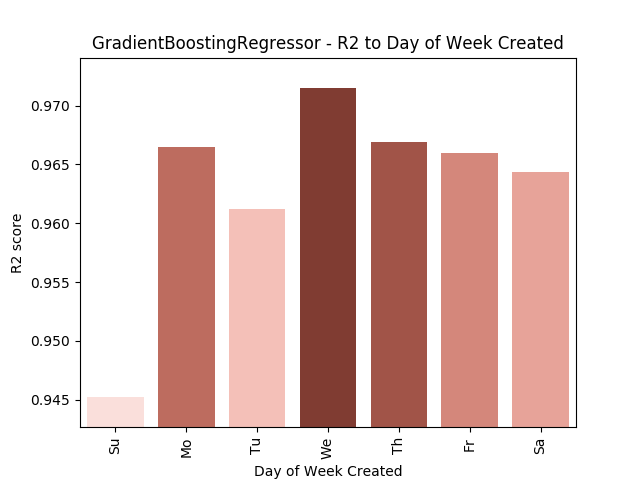 GradientBoostingRegressor - R2 to Day of Week Created
0.970
0.965
0.960
0.955
0.950
0.945
R2 score
Su
Mo
Tu
We
Th
Fr
Sa
Day of Week Created